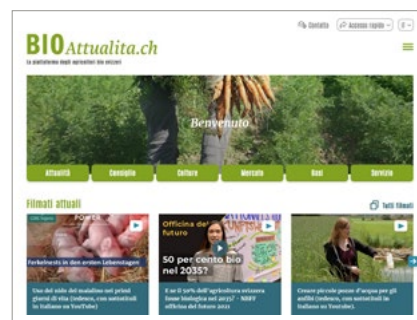 Contatto
Accesso rapido
it
BIOAttualita.ch
La piattaforma degli agricoltori bio svizzeri
Benvenuto
Attualità
Consiglio
Colture
Mercato
Basi
Servizio
Filmati attuali
Tutti filmati
POWER
Ferkelnests in den ersten Lebenstagen!
Uso del nido del maialino nei primi
giorni di vita (tedesco, con sottotitoli
in italiano su YouTube)
Officina del
futuro
50 per cento bio
nel 2035?
E se il 50% dell'agricoltura svizzera
fosse biologica nel 2035? - NBFF
officina del futuro 2021
Creare piccole pozze d'acqua per gli
anfibi (tedesco, con sottotitoli in
italiano su YouTube).